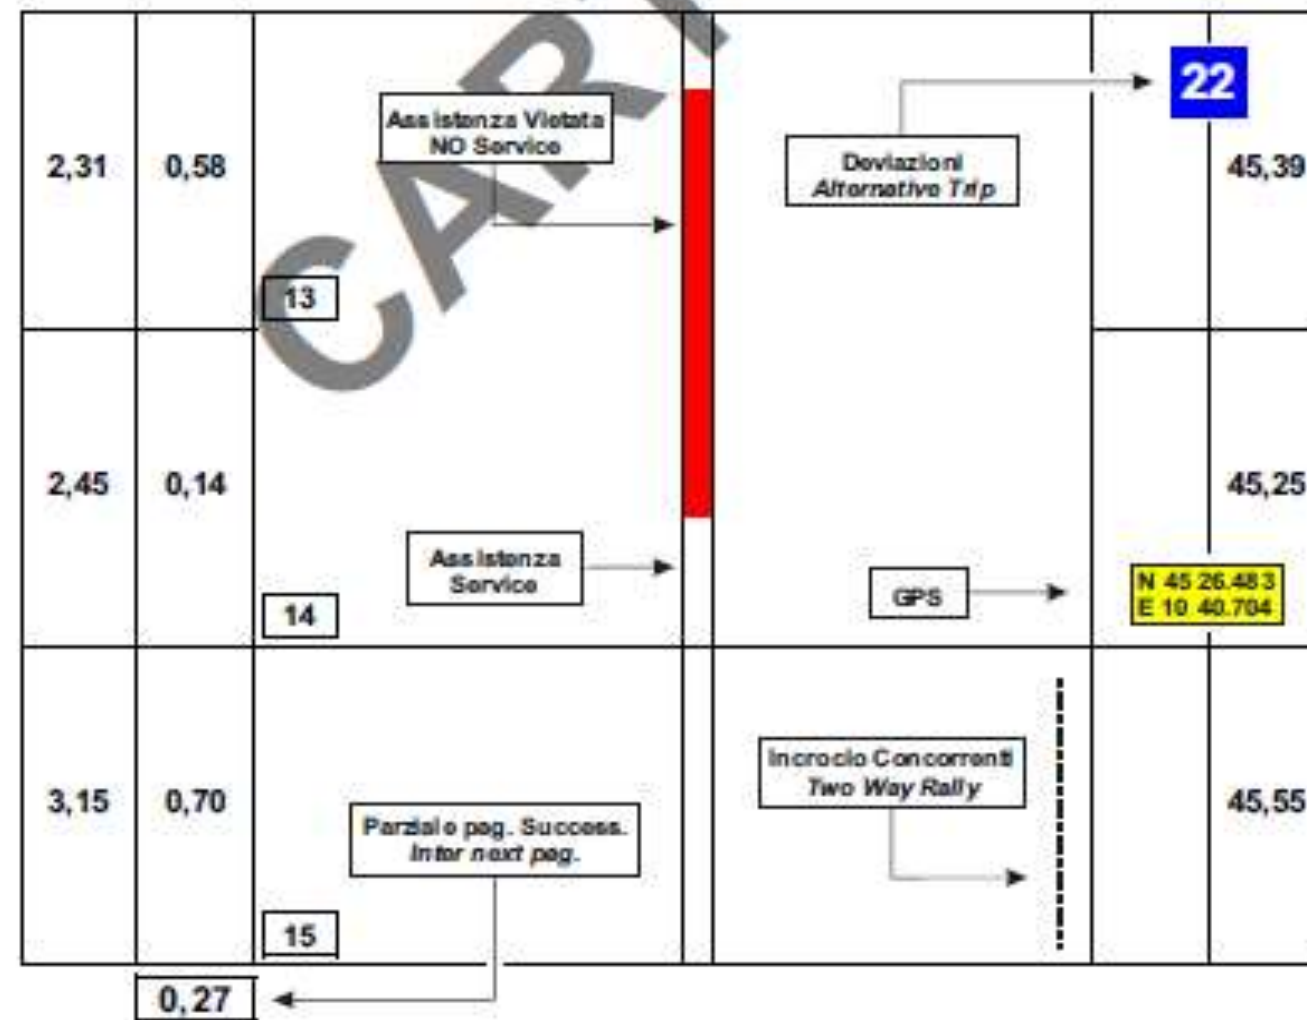 CART
22
Assistenza Vietata
NO Service
Deviazioni
Alternative Trip
2,31
0,58
45,39
13
2,45
0,14
45,25
Assistenza
Service
GPS
N 45 26.483
E 10 40.704
14
Incrocio Concorrenti
Two Way Rally
3,15
0,70
45,55
Parziale pag. Success.
Inter next pag.
15
0,27